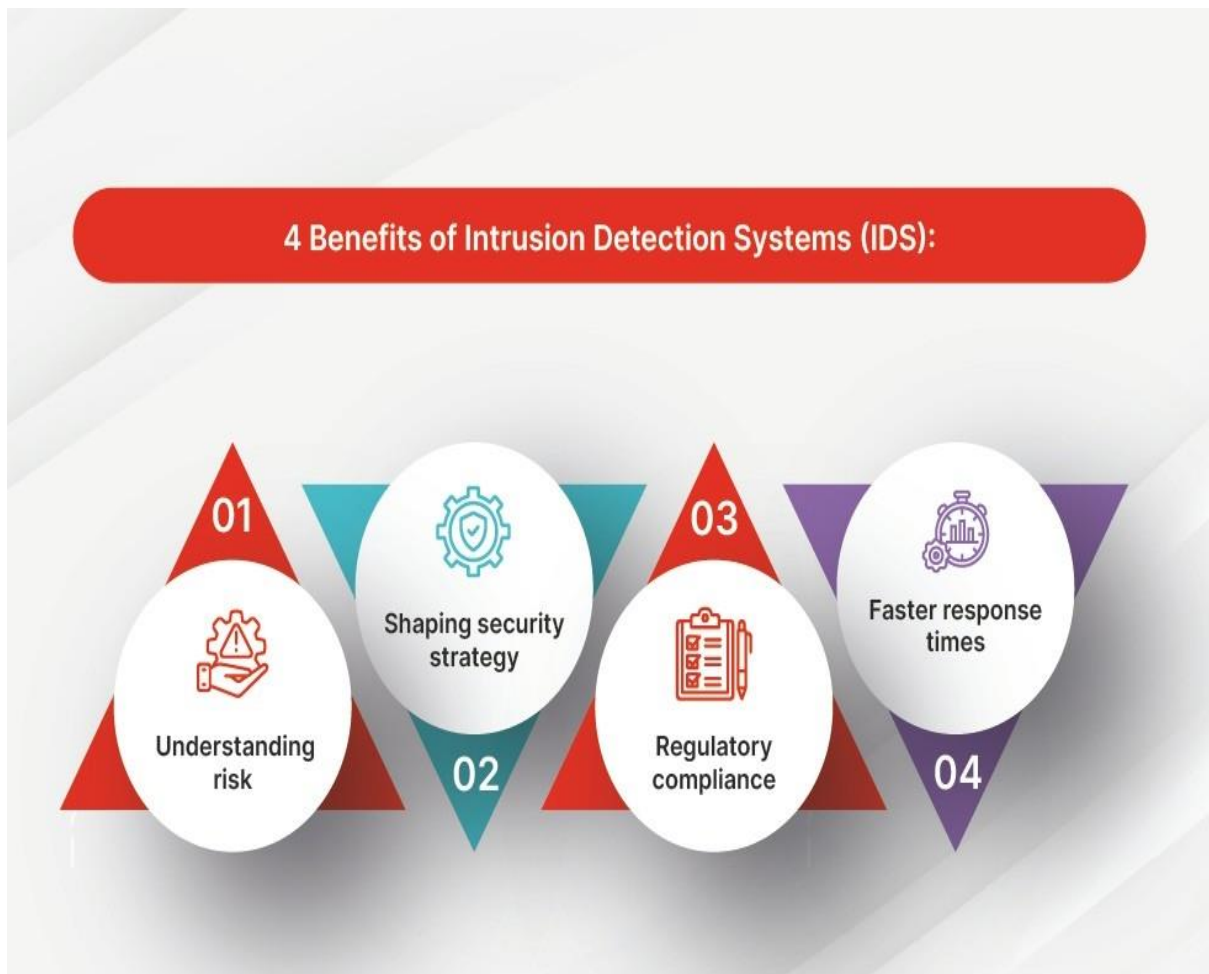 4 Benefits of Intrusion Detection Systems (IDS):
01
Understanding
risk
Shaping security
strategy
02
03
Regulatory
compliance
Faster response
times
04